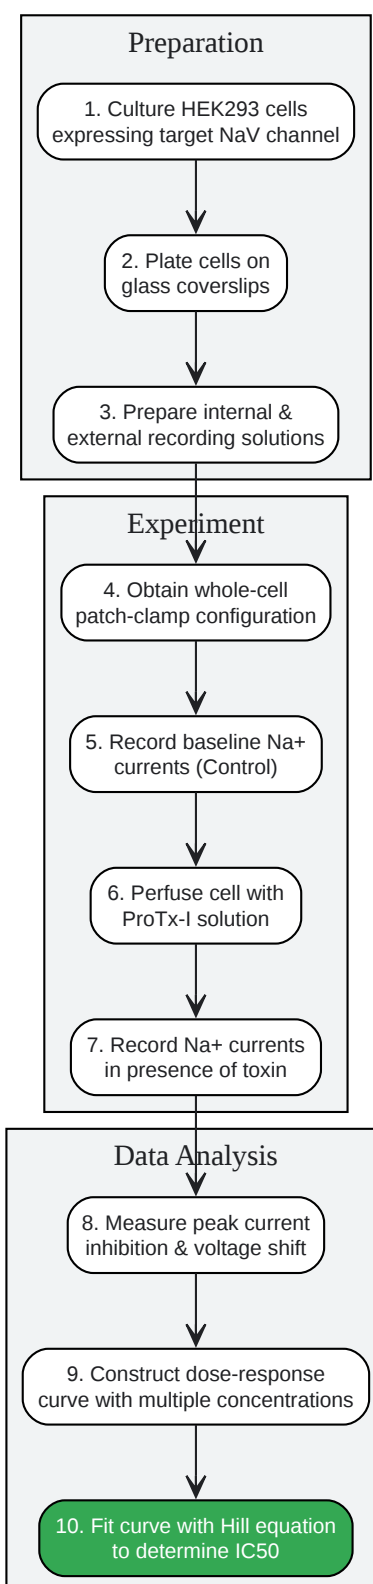 Preparation
1. Culture HEK293 cells
expressing target NaV channel
2. Plate cells on
glass coverslips
3. Prepare internal &
external recording solutions
Experiment
4. Obtain whole-cell
patch-clamp configuration
5. Record baseline Na+
currents (Control)
6. Perfuse cell with
ProTx-I solution
7. Record Na+ currents
in presence of toxin
Data Analysis
8. Measure peak current
inhibition & voltage shift
9. Construct dose-response
curve with multiple concentrations
10. Fit curve with Hill equation
to determine IC50